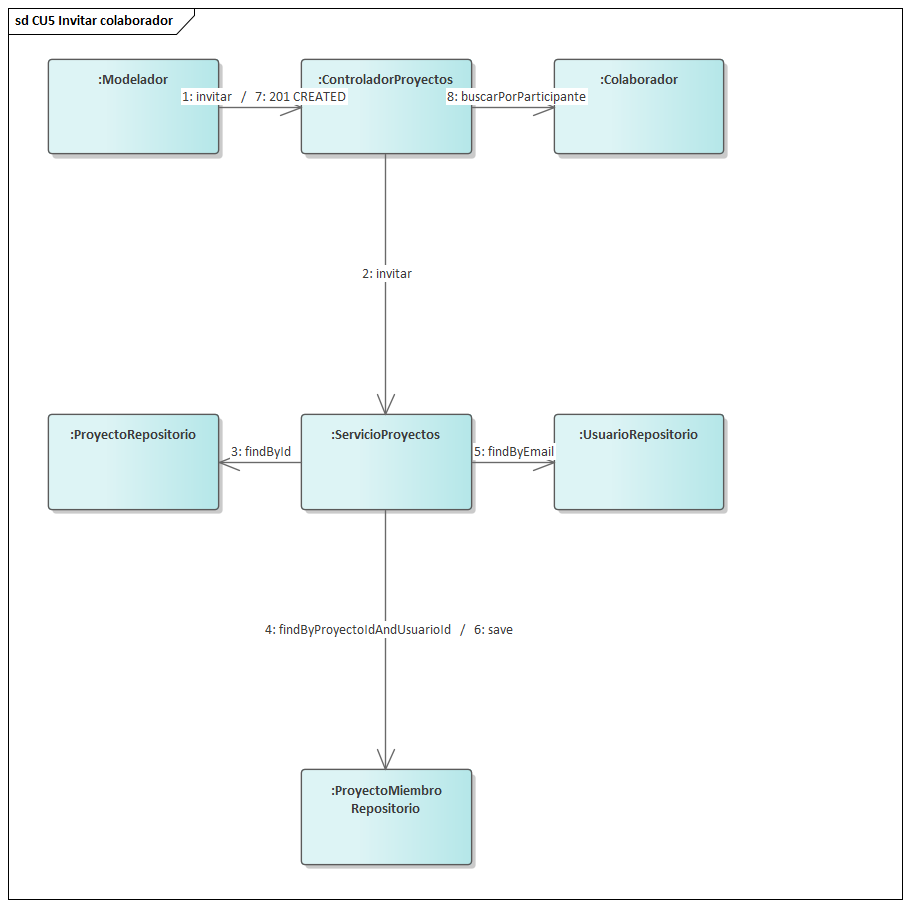 sd CU5 Invitar colaborador
:Modelador
:ControladorProyectos
:Colaborador
1: invitar / 7: 201 CREATED
8: buscarPorParticipante
2: invitar
:ProyectoRepositorio
:ServicioProyectos
:UsuarioRepositorio
3: findById
5: findByEmail
4: findByProyectoIdAndUsuarioId / 6: save
:ProyectoMiembro
Repositorio